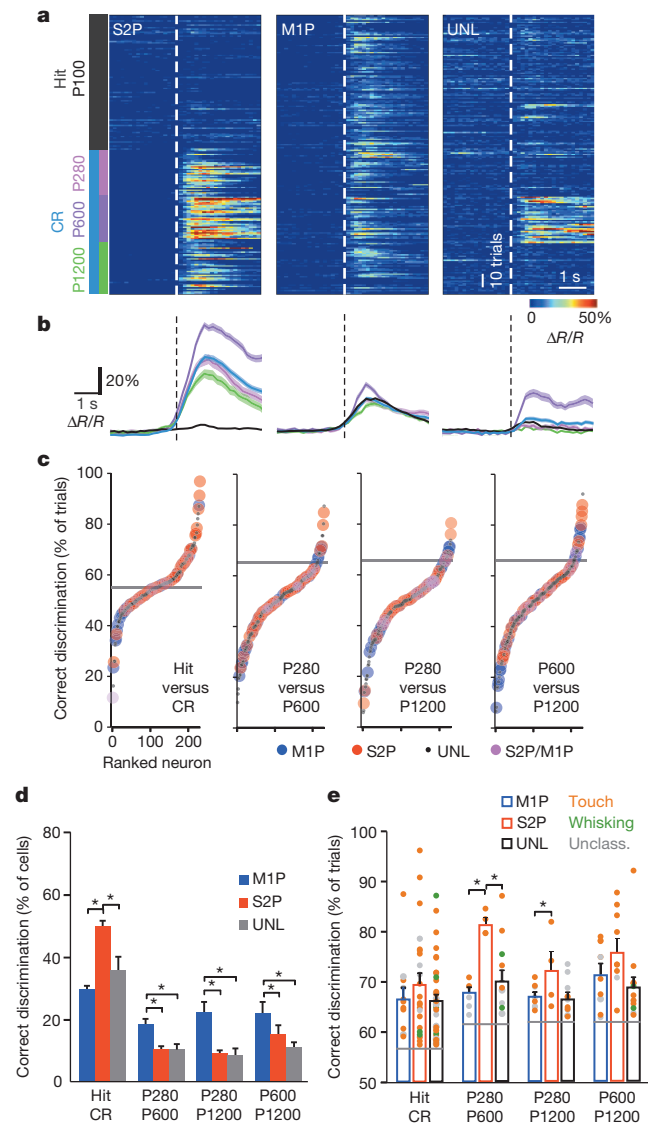 a
S2P
M1P
UNL
Hit
P100
CR
P280
P600
P1200
10 trials
1 s
0
50%
ΔR/R
b
20%
1 s
ΔR/R
c
Correct discrimination (% of trials)
100
80
60
40
20
0
Hit
versus
CR
P280
versus
P600
P280
versus
P1200
P600
versus
P1200
0 100 200
Ranked neuron
M1P S2P UNL S2P/M1P
d
Correct discrimination (% of cells)
80
60
40
20
0
M1P
S2P
UNL
* *
* *
* *
* *
Hit
CR
P280
P600
P280
P1200
P600
P1200
e
M1P Touch
S2P Whisking
UNL Unclass.
Correct discrimination (% of trials)
100
90
80
70
60
50
* *
*
Hit
CR
P280
P600
P280
P1200
P600
P1200